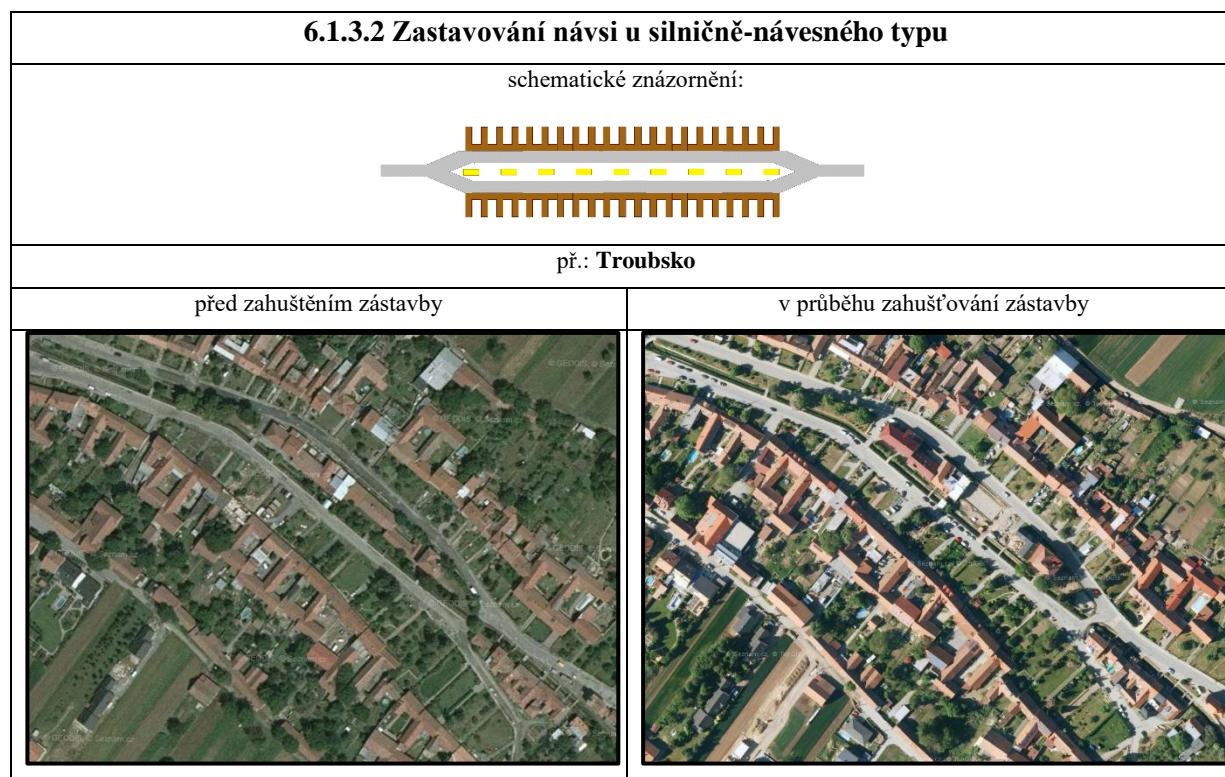 6.1.3.2 Zastavování návsi u silničně-návesného typu
schematické znázornění:
př.: Troubsko
před zahuštěním zástavby
v průběhu zahušťování zástavby